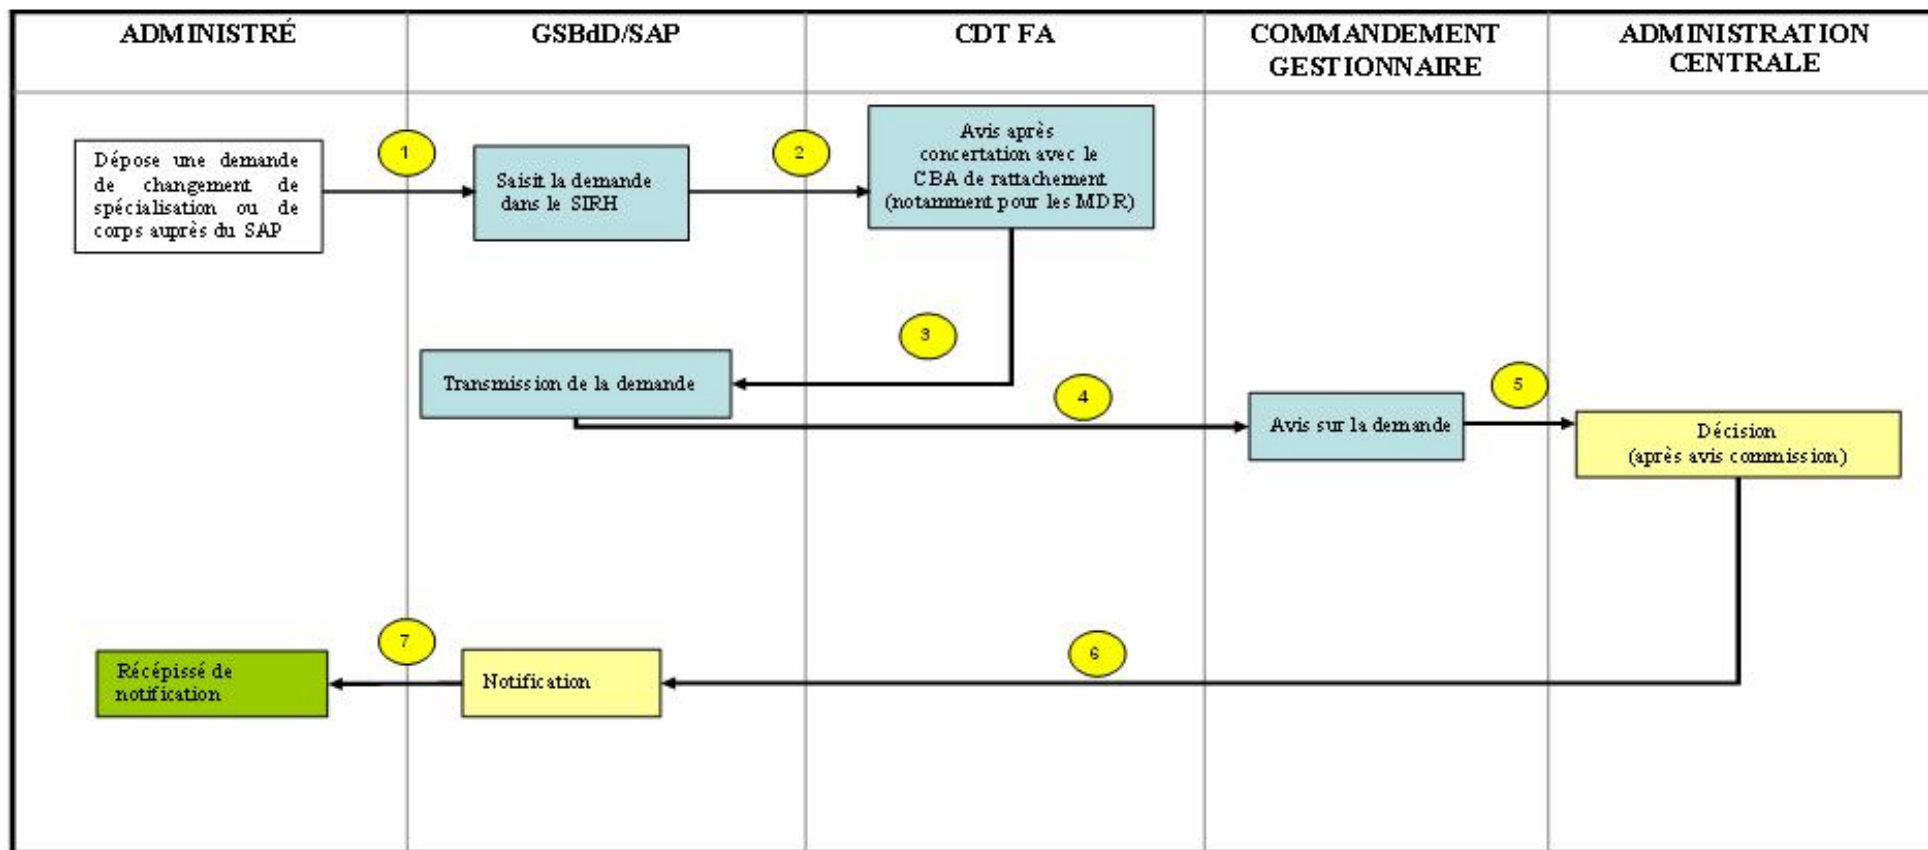 ADMINISTRÉ
GSBdD/SAP
CDT FA
COMMANDEMENT
GESTIONNAIRE
ADMINISTRATION
CENTRALE
Dépose une demande
de changement de
spécialisation ou de
corps auprès du SAP
1
Saisit la demande
dans le SIRH
2
Avis après
concertation avec le
CBA de rattachement
(notamment pour les MDR)
3
Transmission de la demande
4
Avis sur la demande
5
Décision
(après avis commission)
6
Notification
7
Récépissé de
notification